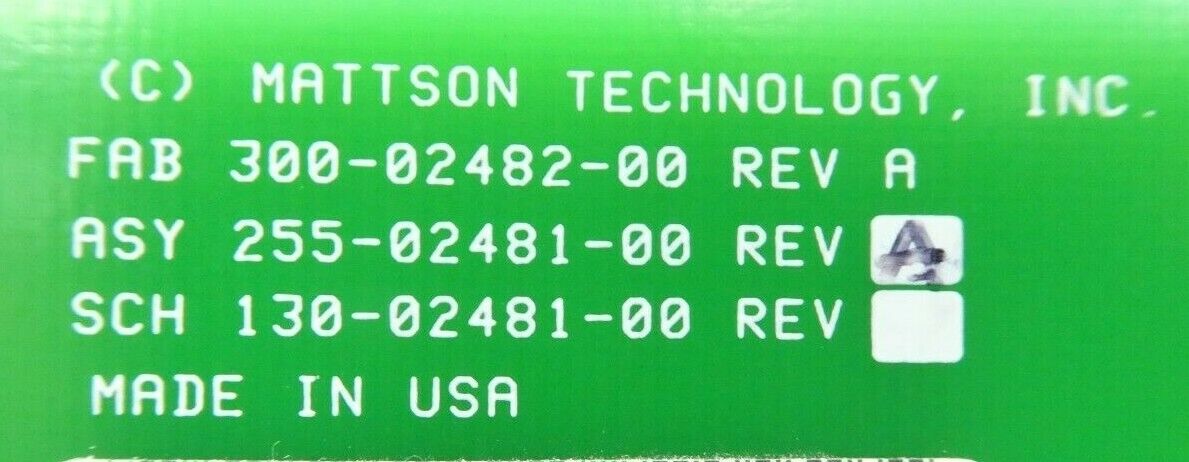 (C) MATTSON TECHNOLOGY, INC.
FAB 300-02482-00 REV A
ASY 255-02481-00 REV A
SCH 130-02481-00 REV
MADE IN USA